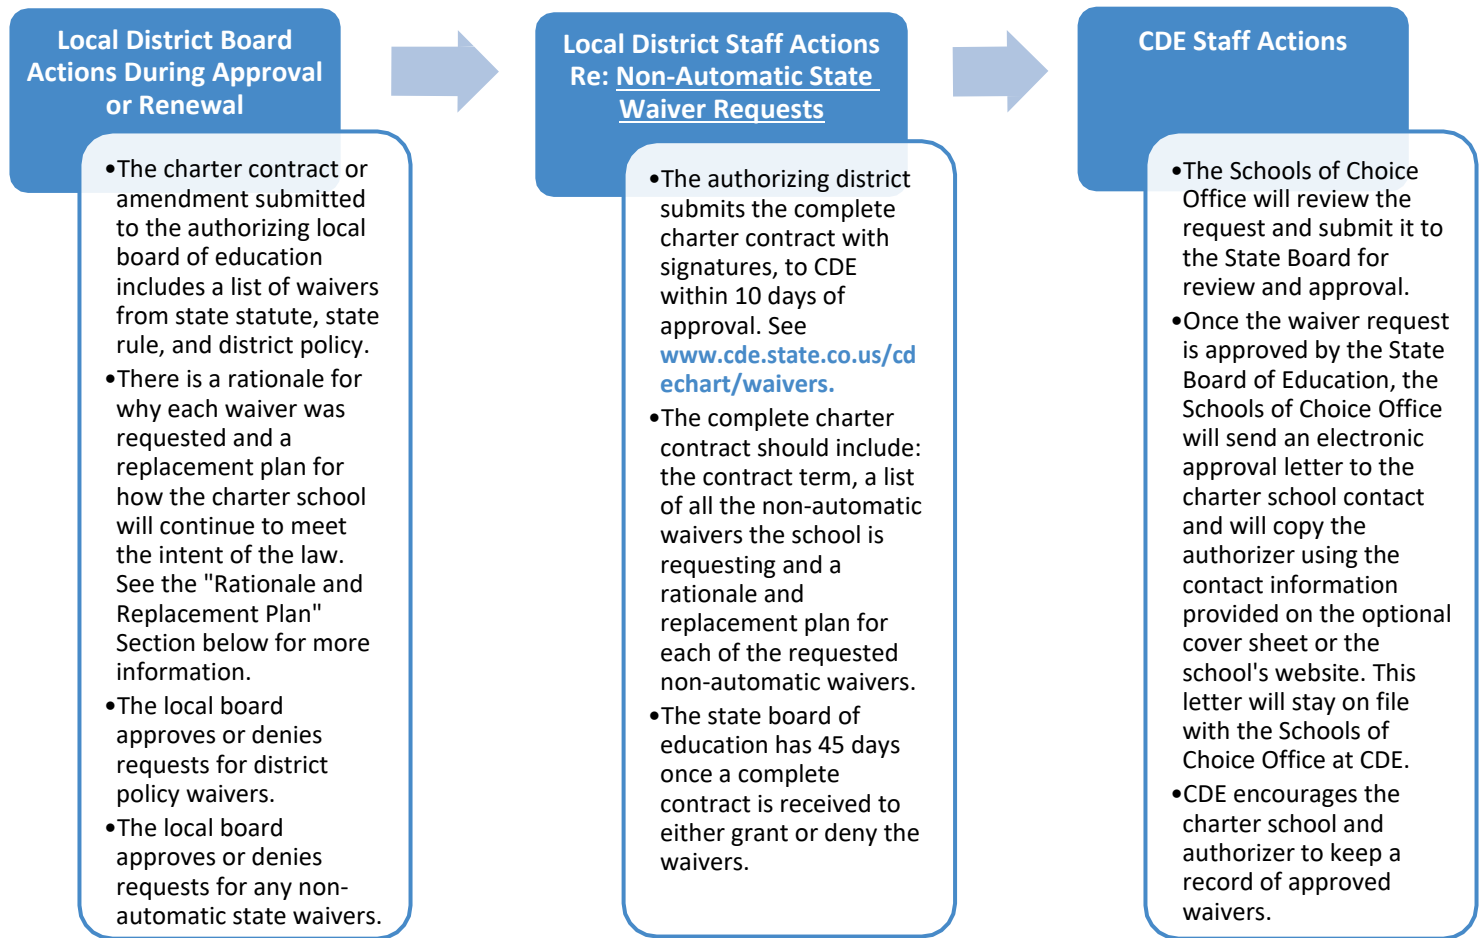 Local District Board
Actions During Approval
or Renewal
•The charter contract or
amendment submitted
to the authorizing local
board of education
includes a list of waivers
from state statute, state
rule, and district policy.
•There is a rationale for
why each waiver was
requested and a
replacement plan for
how the charter school
will continue to meet
the intent of the law.
See the "Rationale and
Replacement Plan"
Section below for more
information.
•The local board
approves or denies
requests for district
policy waivers.
•The local board
approves or denies
requests for any non-
automatic state waivers.
Local District Staff Actions
Re: Non-Automatic State
Waiver Requests
•The authorizing district
submits the complete
charter contract with
signatures, to CDE
within 10 days of
approval. See
www.cde.state.co.us/cd
echart/waivers.
•The complete charter
contract should include:
the contract term, a list
of all the non-automatic
waivers the school is
requesting and a
rationale and
replacement plan for
each of the requested
non-automatic waivers.
•The state board of
education has 45 days
once a complete
contract is received to
either grant or deny the
waivers.
CDE Staff Actions
•The Schools of Choice
Office will review the
request and submit it to
the State Board for
review and approval.
•Once the waiver request
is approved by the State
Board of Education, the
Schools of Choice Office
will send an electronic
approval letter to the
charter school contact
and will copy the
authorizer using the
contact information
provided on the optional
cover sheet or the
school's website. This
letter will stay on file
with the Schools of
Choice Office at CDE.
•CDE encourages the
charter school and
authorizer to keep a
record of approved
waivers.